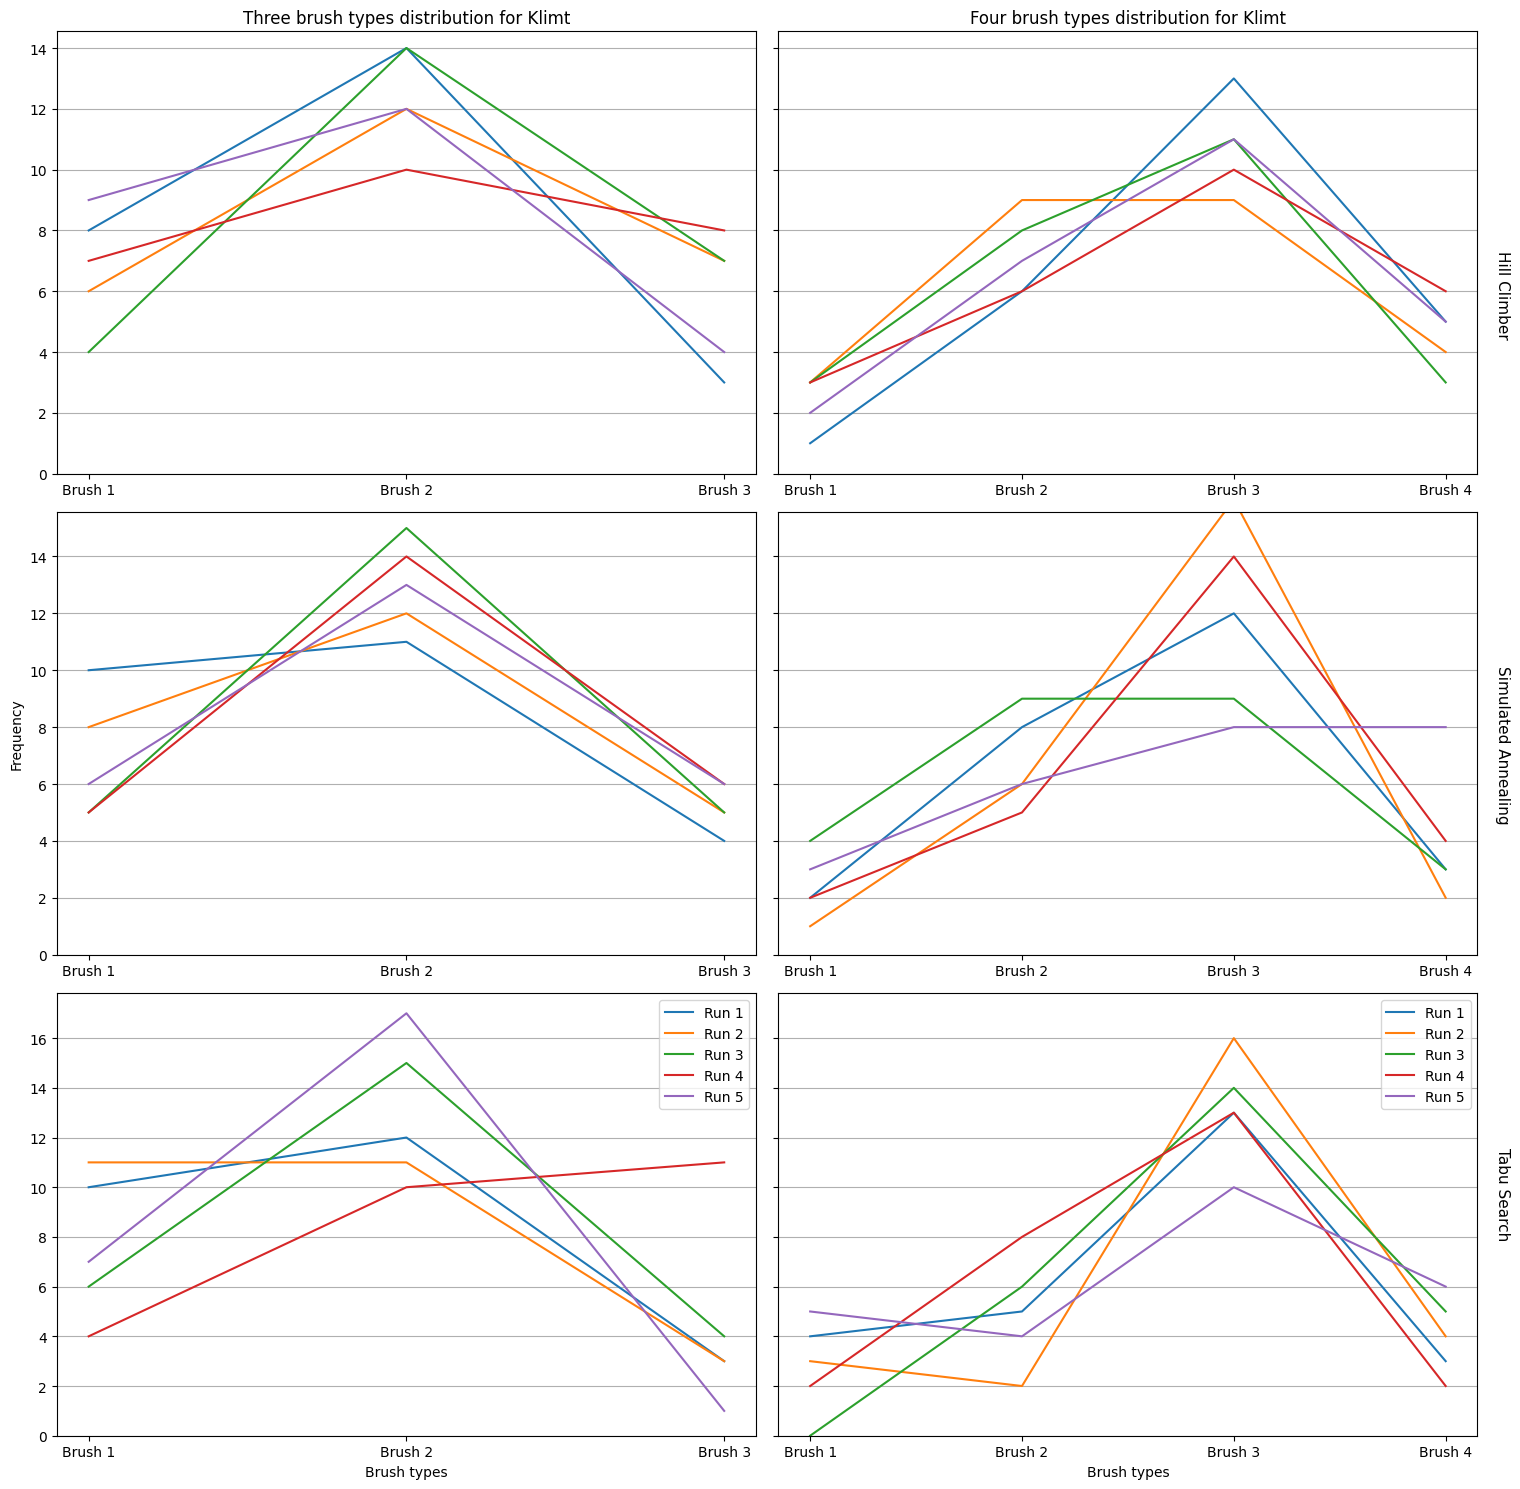 Three brush types distribution for Klimt
Four brush types distribution for Klimt
14
12
10
8
6
4
2
0
Brush 1
Brush 2
Brush 3
Brush 1
Brush 2
Brush 3
Brush 4
Hill Climber
Frequency
14
12
10
8
6
4
2
0
Brush 1
Brush 2
Brush 3
Brush 1
Brush 2
Brush 3
Brush 4
Simulated Annealing
16
14
12
10
8
6
4
2
0
Run 1
Run 2
Run 3
Run 4
Run 5
Brush 1
Brush 2
Brush 3
Brush types
Run 1
Run 2
Run 3
Run 4
Run 5
Brush 1
Brush 2
Brush 3
Brush 4
Brush types
Tabu Search